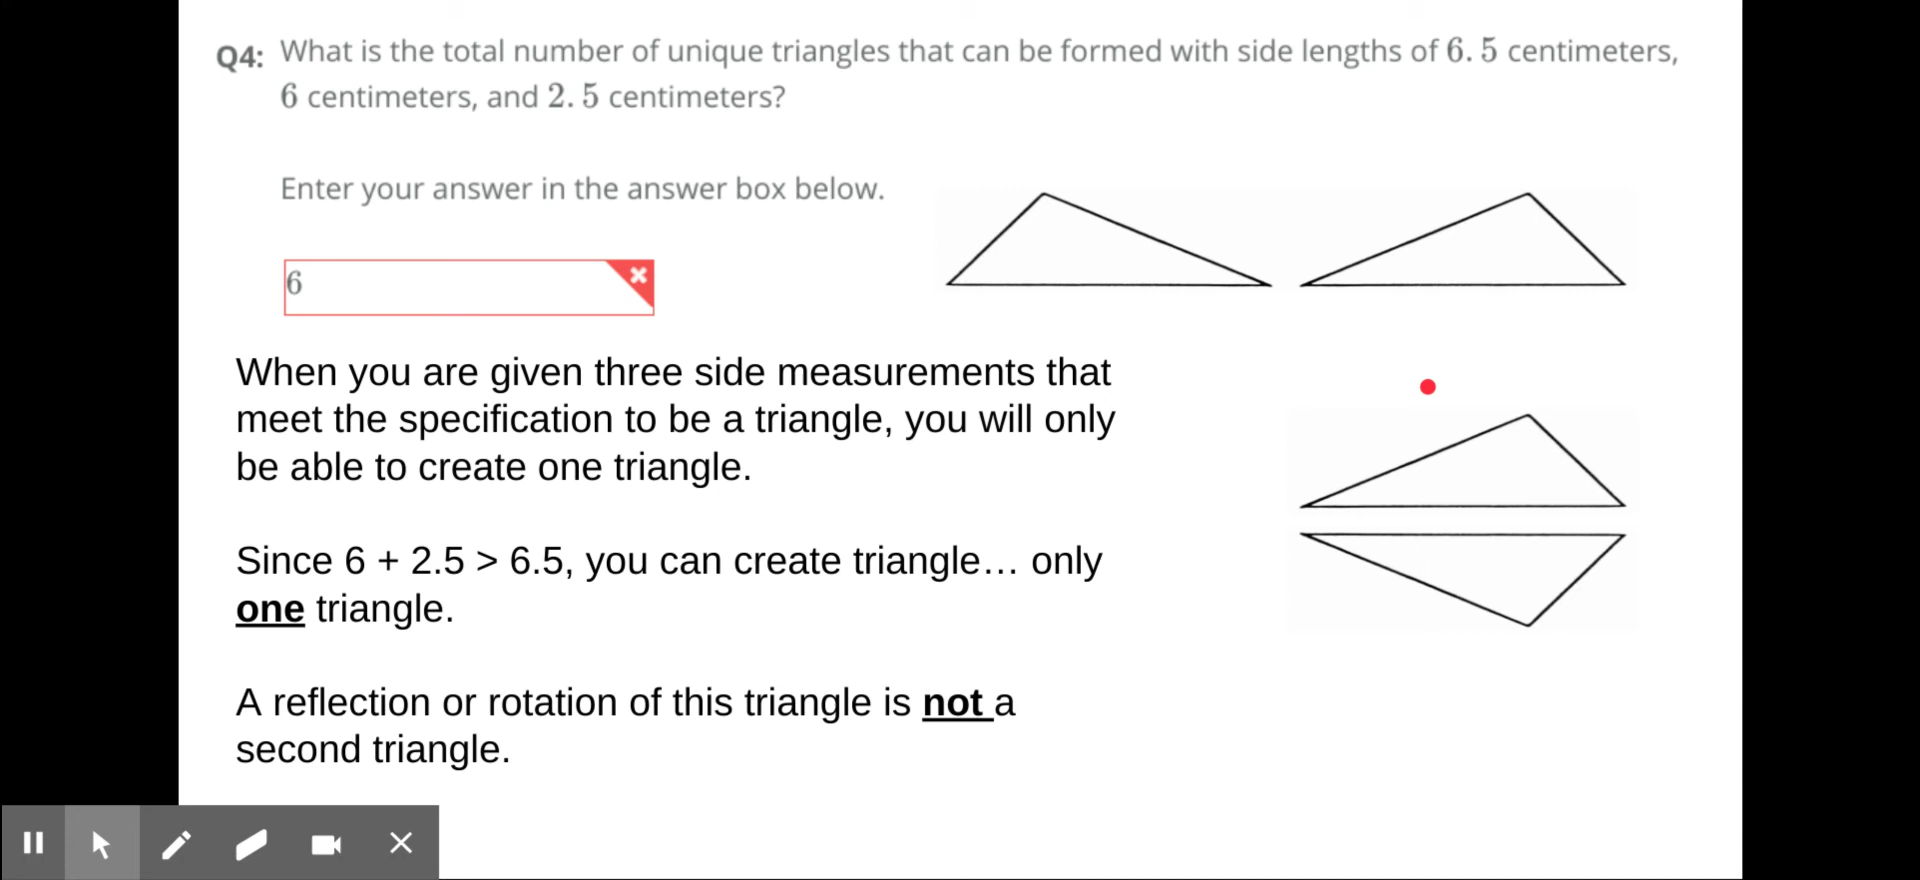 Q4: What is the total number of unique triangles that can be formed with side lengths of 6.5 centimeters,
6 centimeters, and 2.5 centimeters?
Enter your answer in the answer box below.
6
When you are given three side measurements that
meet the specification to be a triangle, you will only
be able to create one triangle.
Since 6 + 2.5 > 6.5, you can create triangle… only
one triangle.
A reflection or rotation of this triangle is not a
second triangle.